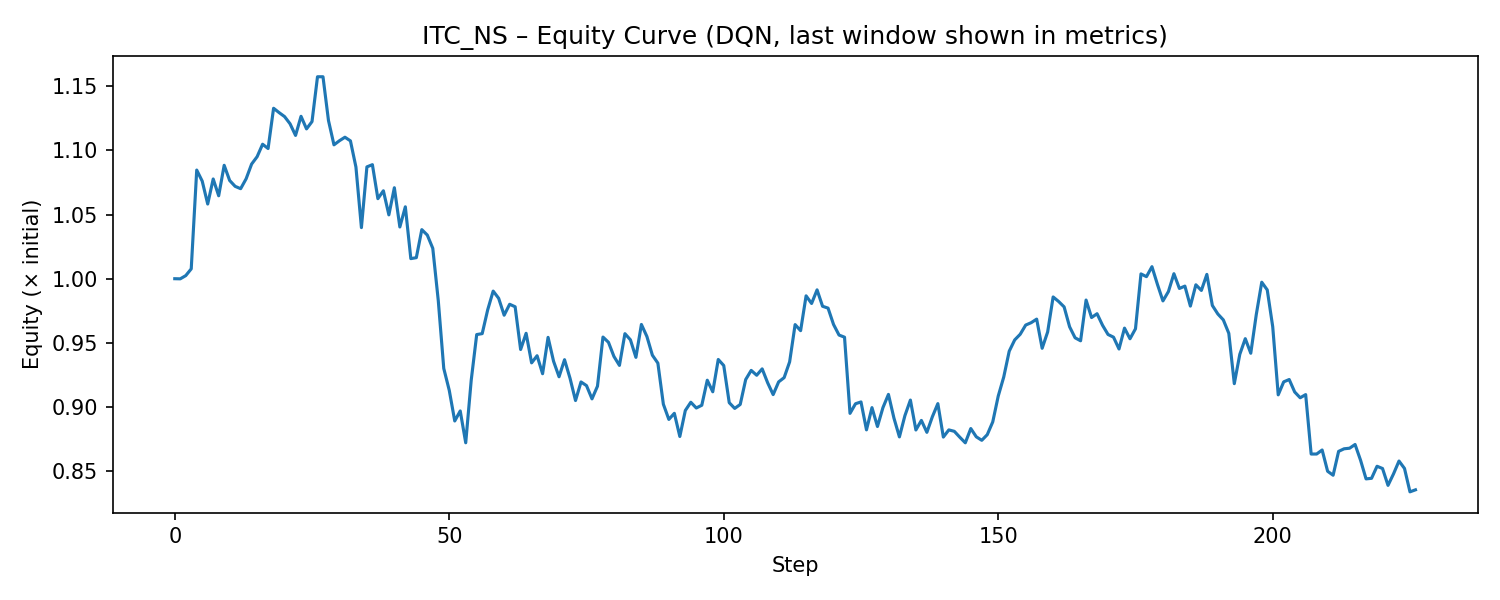 ITC_NS – Equity Curve (DQN, last window shown in metrics)
Equity (× initial)
1.15
1.10
1.05
1.00
0.95
0.90
0.85
0 50 100 150 200
Step